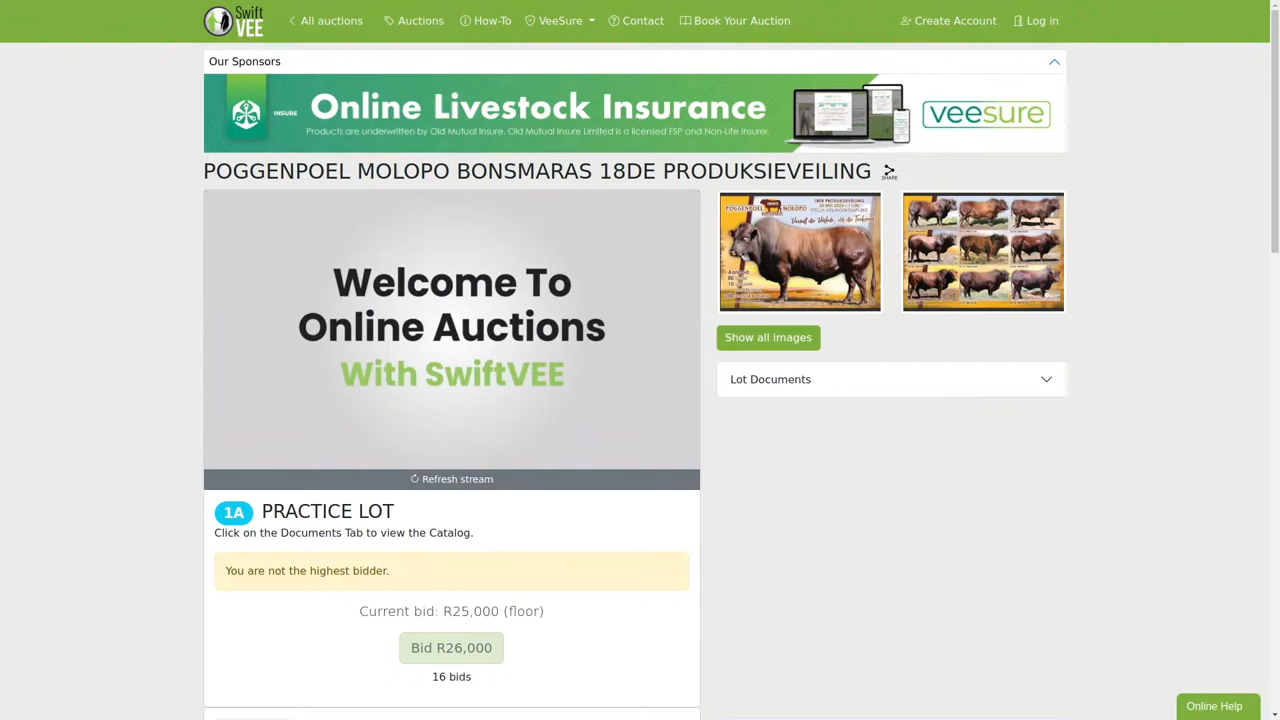 Swift
VEE
All auctions
Auctions
How-To
VeeSure
Contact
Book Your Auction
Create Account
Log in
Our Sponsors
INSURE
Online Livestock Insurance
Products are underwritten by Old Mutual Insure. Old Mutual Insure Limited is a licensed FSP and Non-Life Insurer.
veesure
POGGENPOEL MOLOPO BONSMARAS 18DE PRODUKSIEVEILING
SHARE
Welcome To
Online Auctions
With SwiftVEE
Refresh stream
18DE PRODUKSIEVEILING
POGGENPOEL
MOLOPO
Show all images
Lot Documents
1A PRACTICE LOT
Click on the Documents Tab to view the Catalog.
You are not the highest bidder.
Current bid: R25,000 (floor)
Bid R26,000
16 bids
Online Help